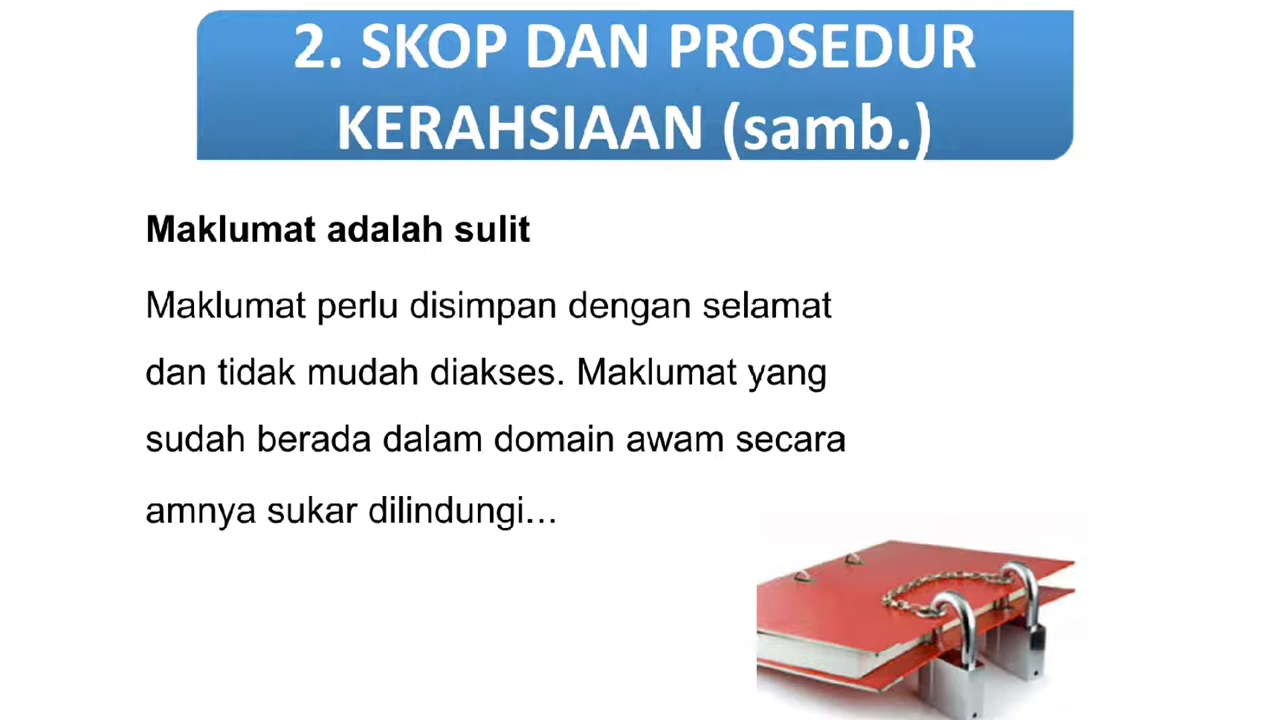 2. SKOP DAN PROSEDUR
KERAHSIAAN (samb.)
Maklumat adalah sulit
Maklumat perlu disimpan dengan selamat
dan tidak mudah diakses. Maklumat yang
sudah berada dalam domain awam secara
amnya sukar dilindungi...